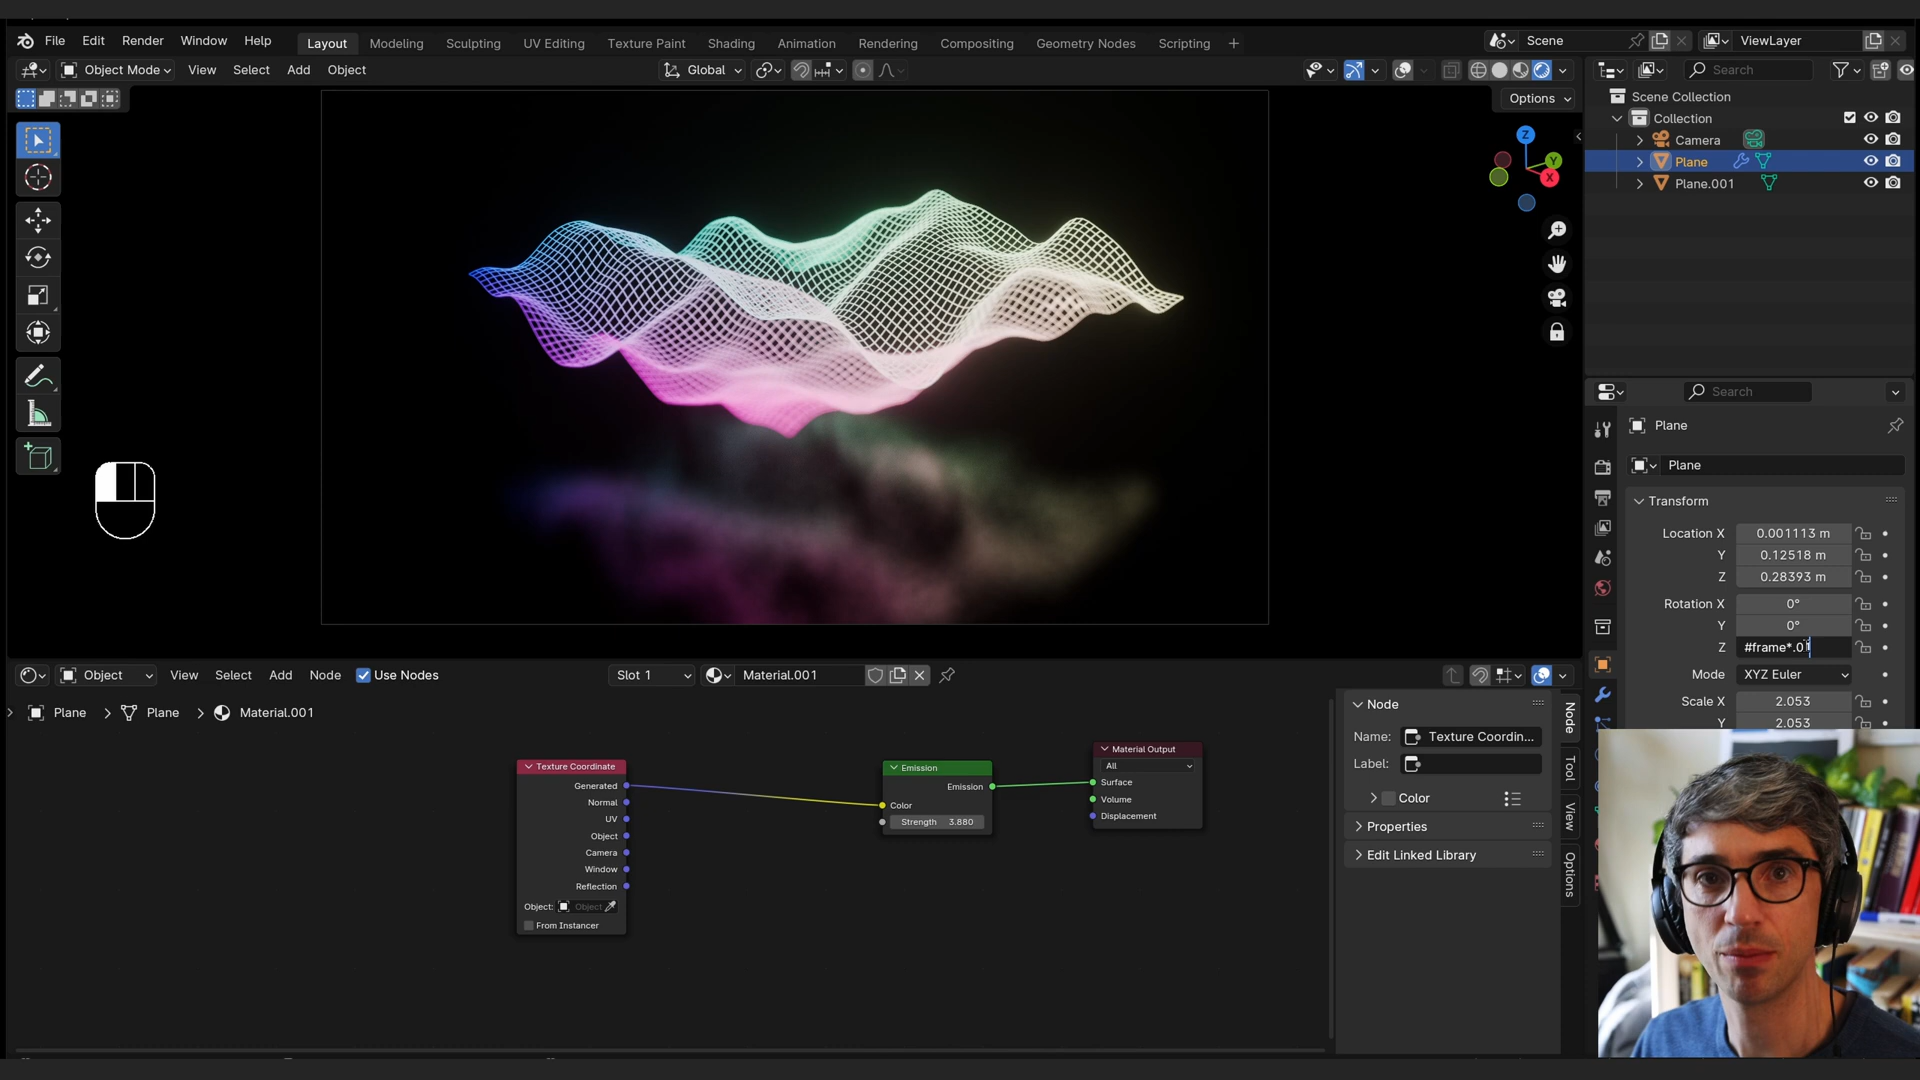 File Edit Render Window Help Layout Modeling Sculpting UV Editing Texture Paint Shading Animation Rendering Compositing Geometry Nodes Scripting + Scene ViewLayer
Object Mode View Select Add Object Global Search
Options
Scene Collection
Collection
Camera
Plane
Plane.001
Z
Y
X
Search
Plane
Plane
Transform
Location X 0.001113 m
Y 0.12518 m
Z 0.28393 m
Rotation X 0°
Y 0°
Z #frame*.01
Mode XYZ Euler
Scale X 2.053
Y 2.053
Object View Select Add Node Use Nodes Slot 1 Material.001
Plane Plane Material.001
Node
Name: Texture Coordin...
Label:
Color
Properties
Edit Linked Library
Node
Tool
View
Options
Texture Coordinate
Generated
Normal
UV
Object
Camera
Window
Reflection
Object: Object
From Instancer
Emission
Emission
Color
Strength 3.880
Material Output
All
Surface
Volume
Displacement